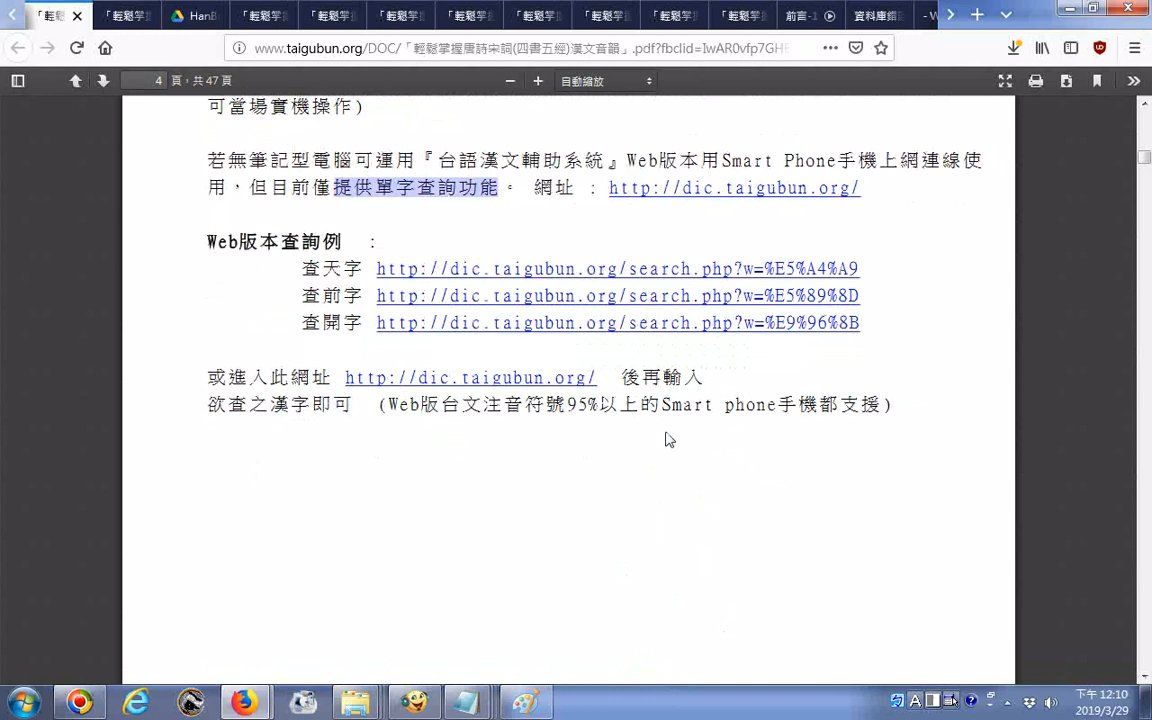 「輕鬆
「輕鬆學
HanB
「輕鬆學
「輕鬆學
「輕鬆學
「輕鬆學
「輕鬆學
「輕鬆學
「輕鬆學
「輕鬆學
前言-1
資料庫
www.taigubun.org/DOC/「輕鬆掌握唐詩宋詞(四書五經)漢文音韻」.pdf?fbclid=IwAR0vfp7GH
4 頁，共 47 頁
自動縮放
可當場實機操作)
若無筆記型電腦可運用『台語漢文輔助系統』Web版本用Smart Phone手機上網連線使
用，但目前僅提供單字查詢功能。 網址 : http://dic.taigubun.org/
Web版本查詢例 :
查天字 http://dic.taigubun.org/search.php?w=%E5%A4%A9
查前字 http://dic.taigubun.org/search.php?w=%E5%89%8D
查開字 http://dic.taigubun.org/search.php?w=%E9%96%8B
或進入此網址 http://dic.taigubun.org/ 後再輸入
欲查之漢字即可 (Web版台文注音符號95%以上的Smart phone手機都支援)
下午 12:10
2019/3/29